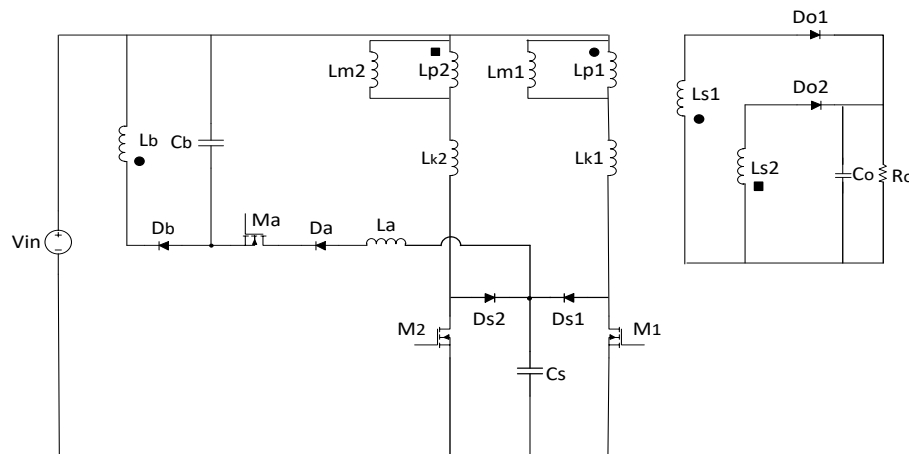 Do1
Lm2
Lp2
Lm1
Lp1
Do2
Ls1
Lb
Cb
Lk2
Lk1
Ls2
Co
Ro
Ma
La
Vin
Db
Da
Ds2
Ds1
M2
M1
Cs